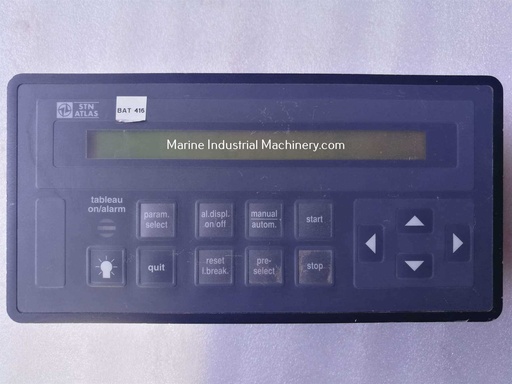 STN
ATLAS
BAT 416
Marine Industrial Machinery.com
tableau
on/alarm
param.
select
al.displ.
on/off
manual
autom.
start
quit
reset
l.break.
pre-
select
stop